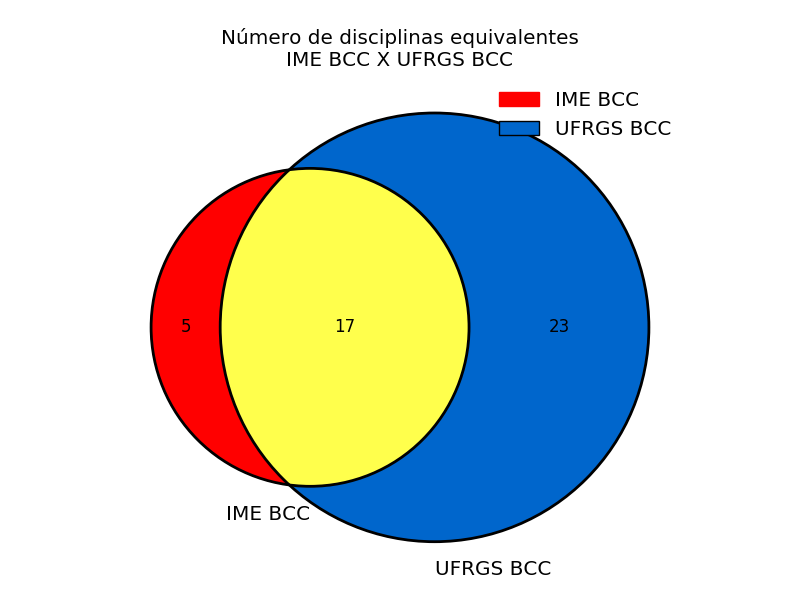 Número de disciplinas equivalentes
IME BCC X UFRGS BCC
IME BCC
UFRGS BCC
5
17
23
IME BCC
UFRGS BCC